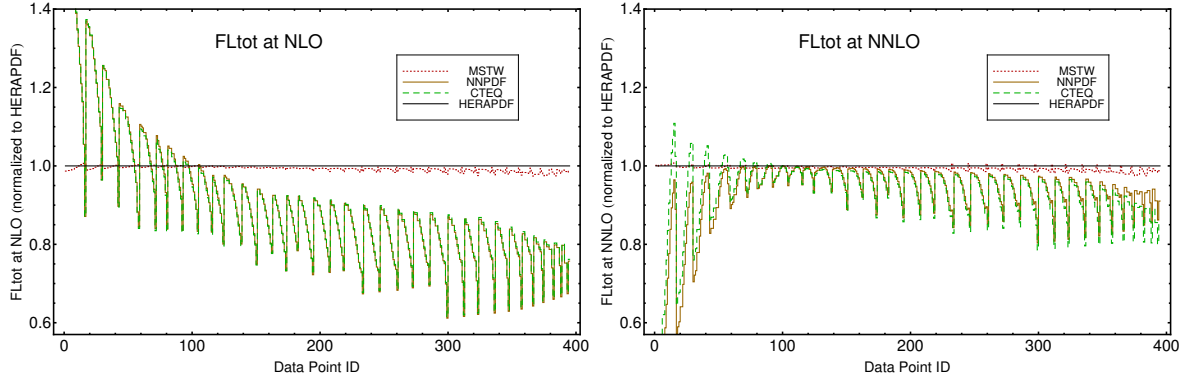 FLtot at NLO
MSTW
NNPDF
CTEQ
HERAPDF
FLtot at NLO (normalized to HERAPDF)
1.4
1.2
1.0
0.8
0.6
0
100
200
300
400
Data Point ID
FLtot at NNLO
MSTW
NNPDF
CTEQ
HERAPDF
FLtot at NNLO (normalized to HERAPDF)
1.4
1.2
1.0
0.8
0.6
0
100
200
300
400
Data Point ID